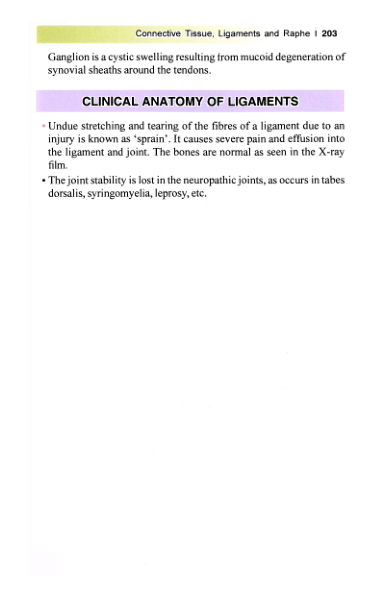 Connective Tissue, Ligaments and Raphe I 203
Ganglion is a cystic swelling resulting from mucoid degeneration of
synovial sheaths around the tendons.
CLINICAL ANATOMY OF LIGAMENTS
• Undue stretching and tearing of the fibres of a ligament due to an
injury is known as ‘sprain’. It causes severe pain and effusion into
the ligament and joint. The bones are normal as seen in the X-ray
film.
• The joint stability is lost in the neuropathic joints, as occurs in tabes
dorsalis, syringomyelia, leprosy, etc.